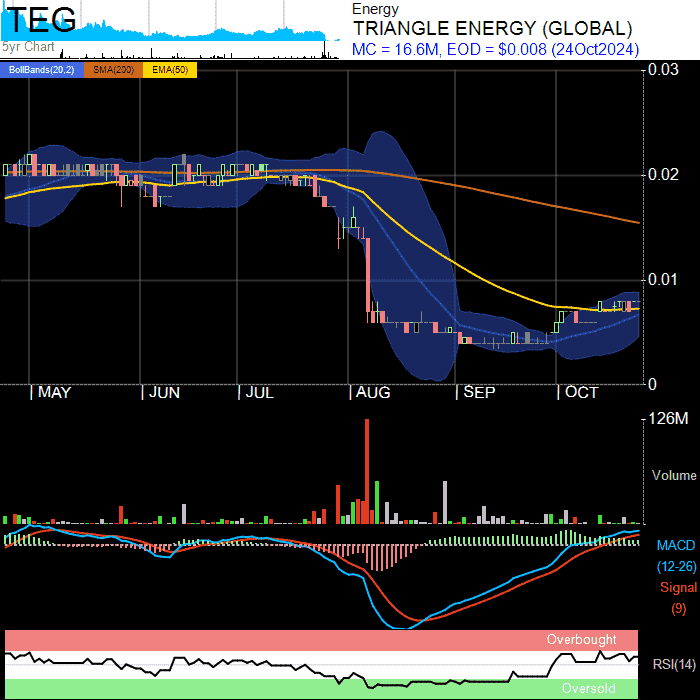 TEG
5yr Chart
Energy
TRIANGLE ENERGY (GLOBAL)
MC = 16.6M, EOD = $0.008 (24Oct2024)
BollBands(20,2) SMA(200) EMA(50)
0.03
0.02
0.01
0
MAY JUN JUL AUG SEP OCT
126M
Volume
MACD
(12-26)
Signal
(9)
Overbought
RSI(14)
Oversold